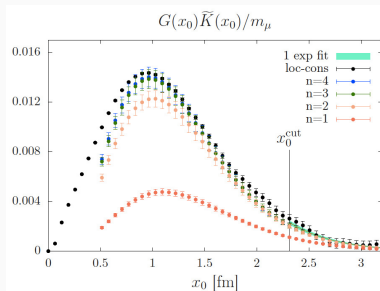 G(x₀)K̃(x₀)/m_μ
0.016
0.012
0.008
0.004
0
1 exp fit
loc-cons
n=4
n=3
n=2
n=1
x₀^cut
0 0.5 1 1.5 2 2.5 3
x₀ [fm]